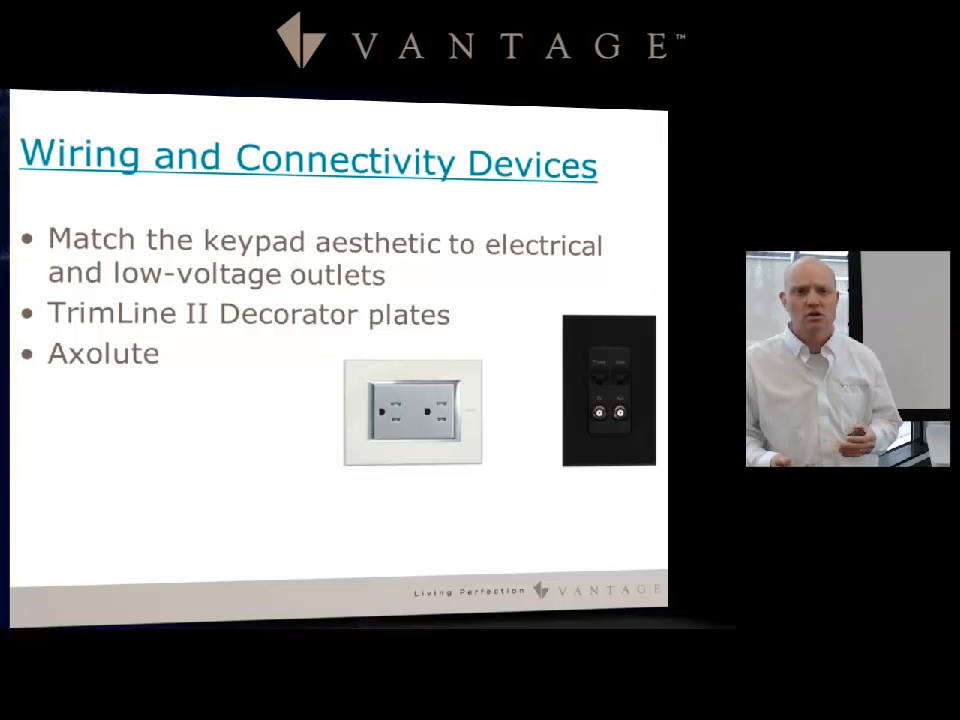 VANTAGE™
Wiring and Connectivity Devices
• Match the keypad aesthetic to electrical
and low-voltage outlets
• TrimLine II Decorator plates
• Axolute
Living Perfection VANTAGE